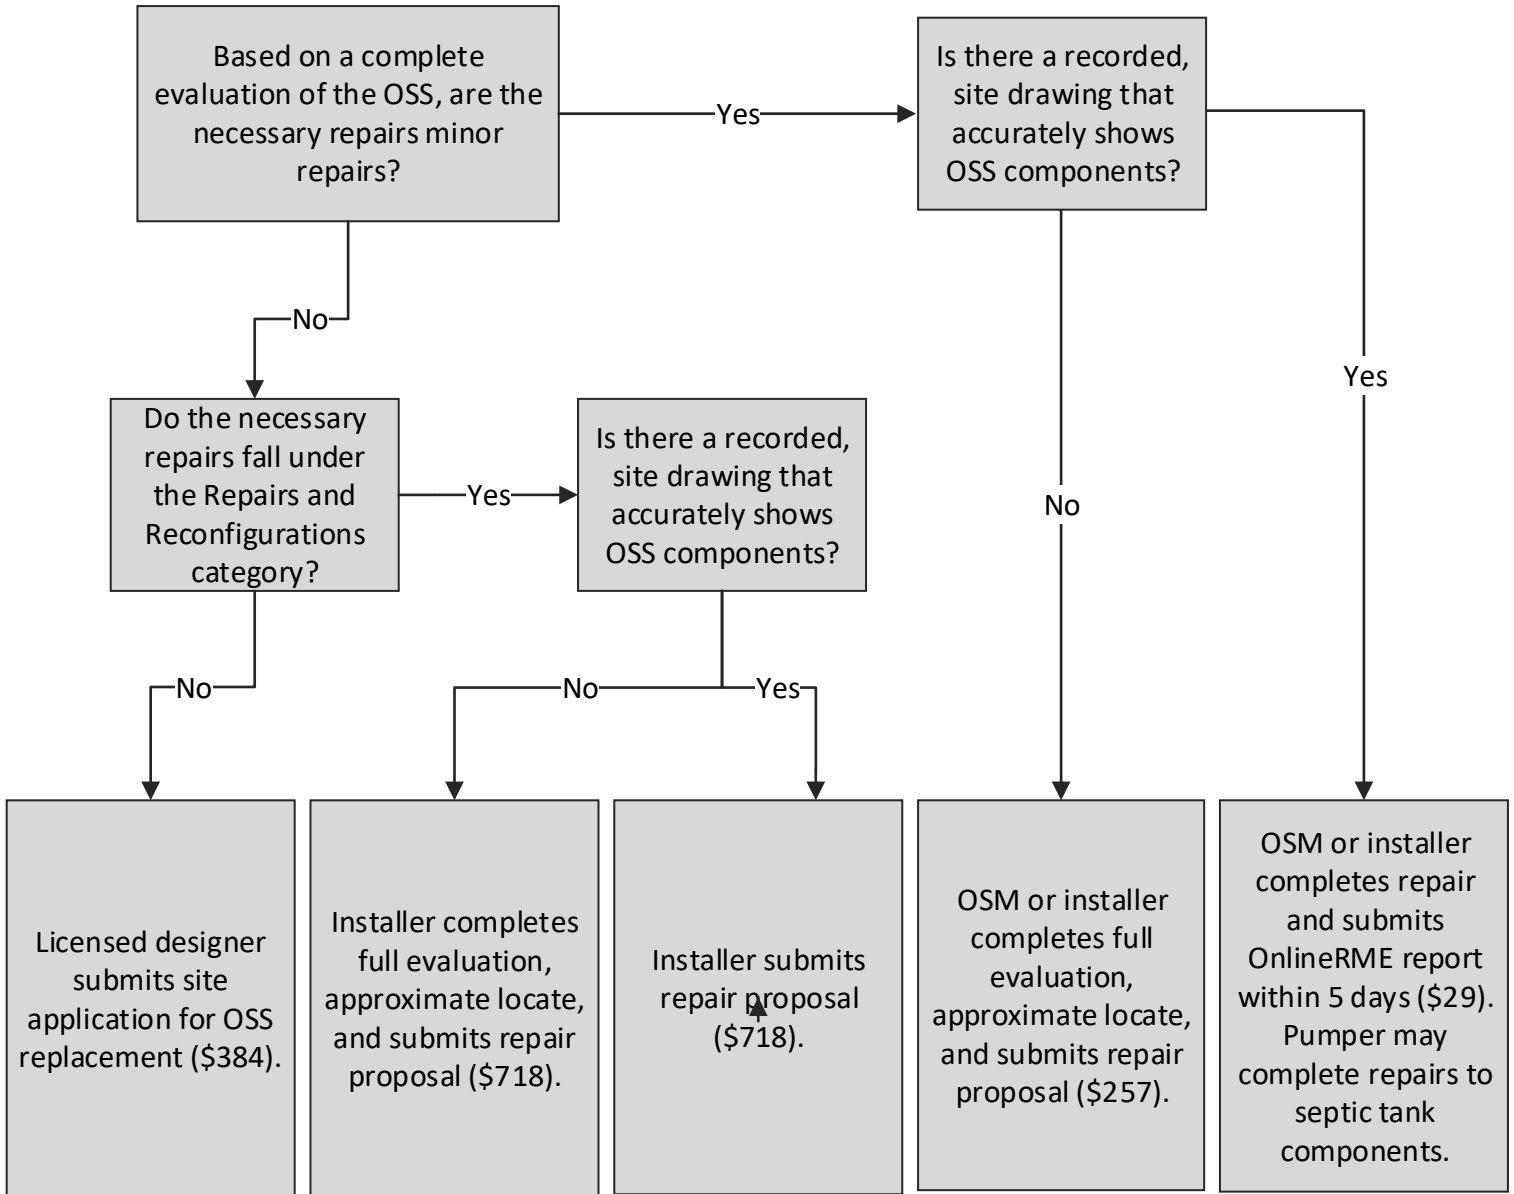 Based on a complete
evaluation of the OSS, are the
necessary repairs minor
repairs?
Yes
Is there a recorded,
site drawing that
accurately shows
OSS components?
No
Yes
Do the necessary
repairs fall under
the Repairs and
Reconfigurations
category?
Yes
Is there a recorded,
site drawing that
accurately shows
OSS components?
No
No
No
Yes
Licensed designer
submits site
application for OSS
replacement ($384).
Installer completes
full evaluation,
approximate locate,
and submits repair
proposal ($718).
Installer submits
repair proposal
($718).
OSM or installer
completes full
evaluation,
approximate locate,
and submits repair
proposal ($257).
OSM or installer
completes repair
and submits
OnlineRME report
within 5 days ($29).
Pumper may
complete repairs to
septic tank
components.